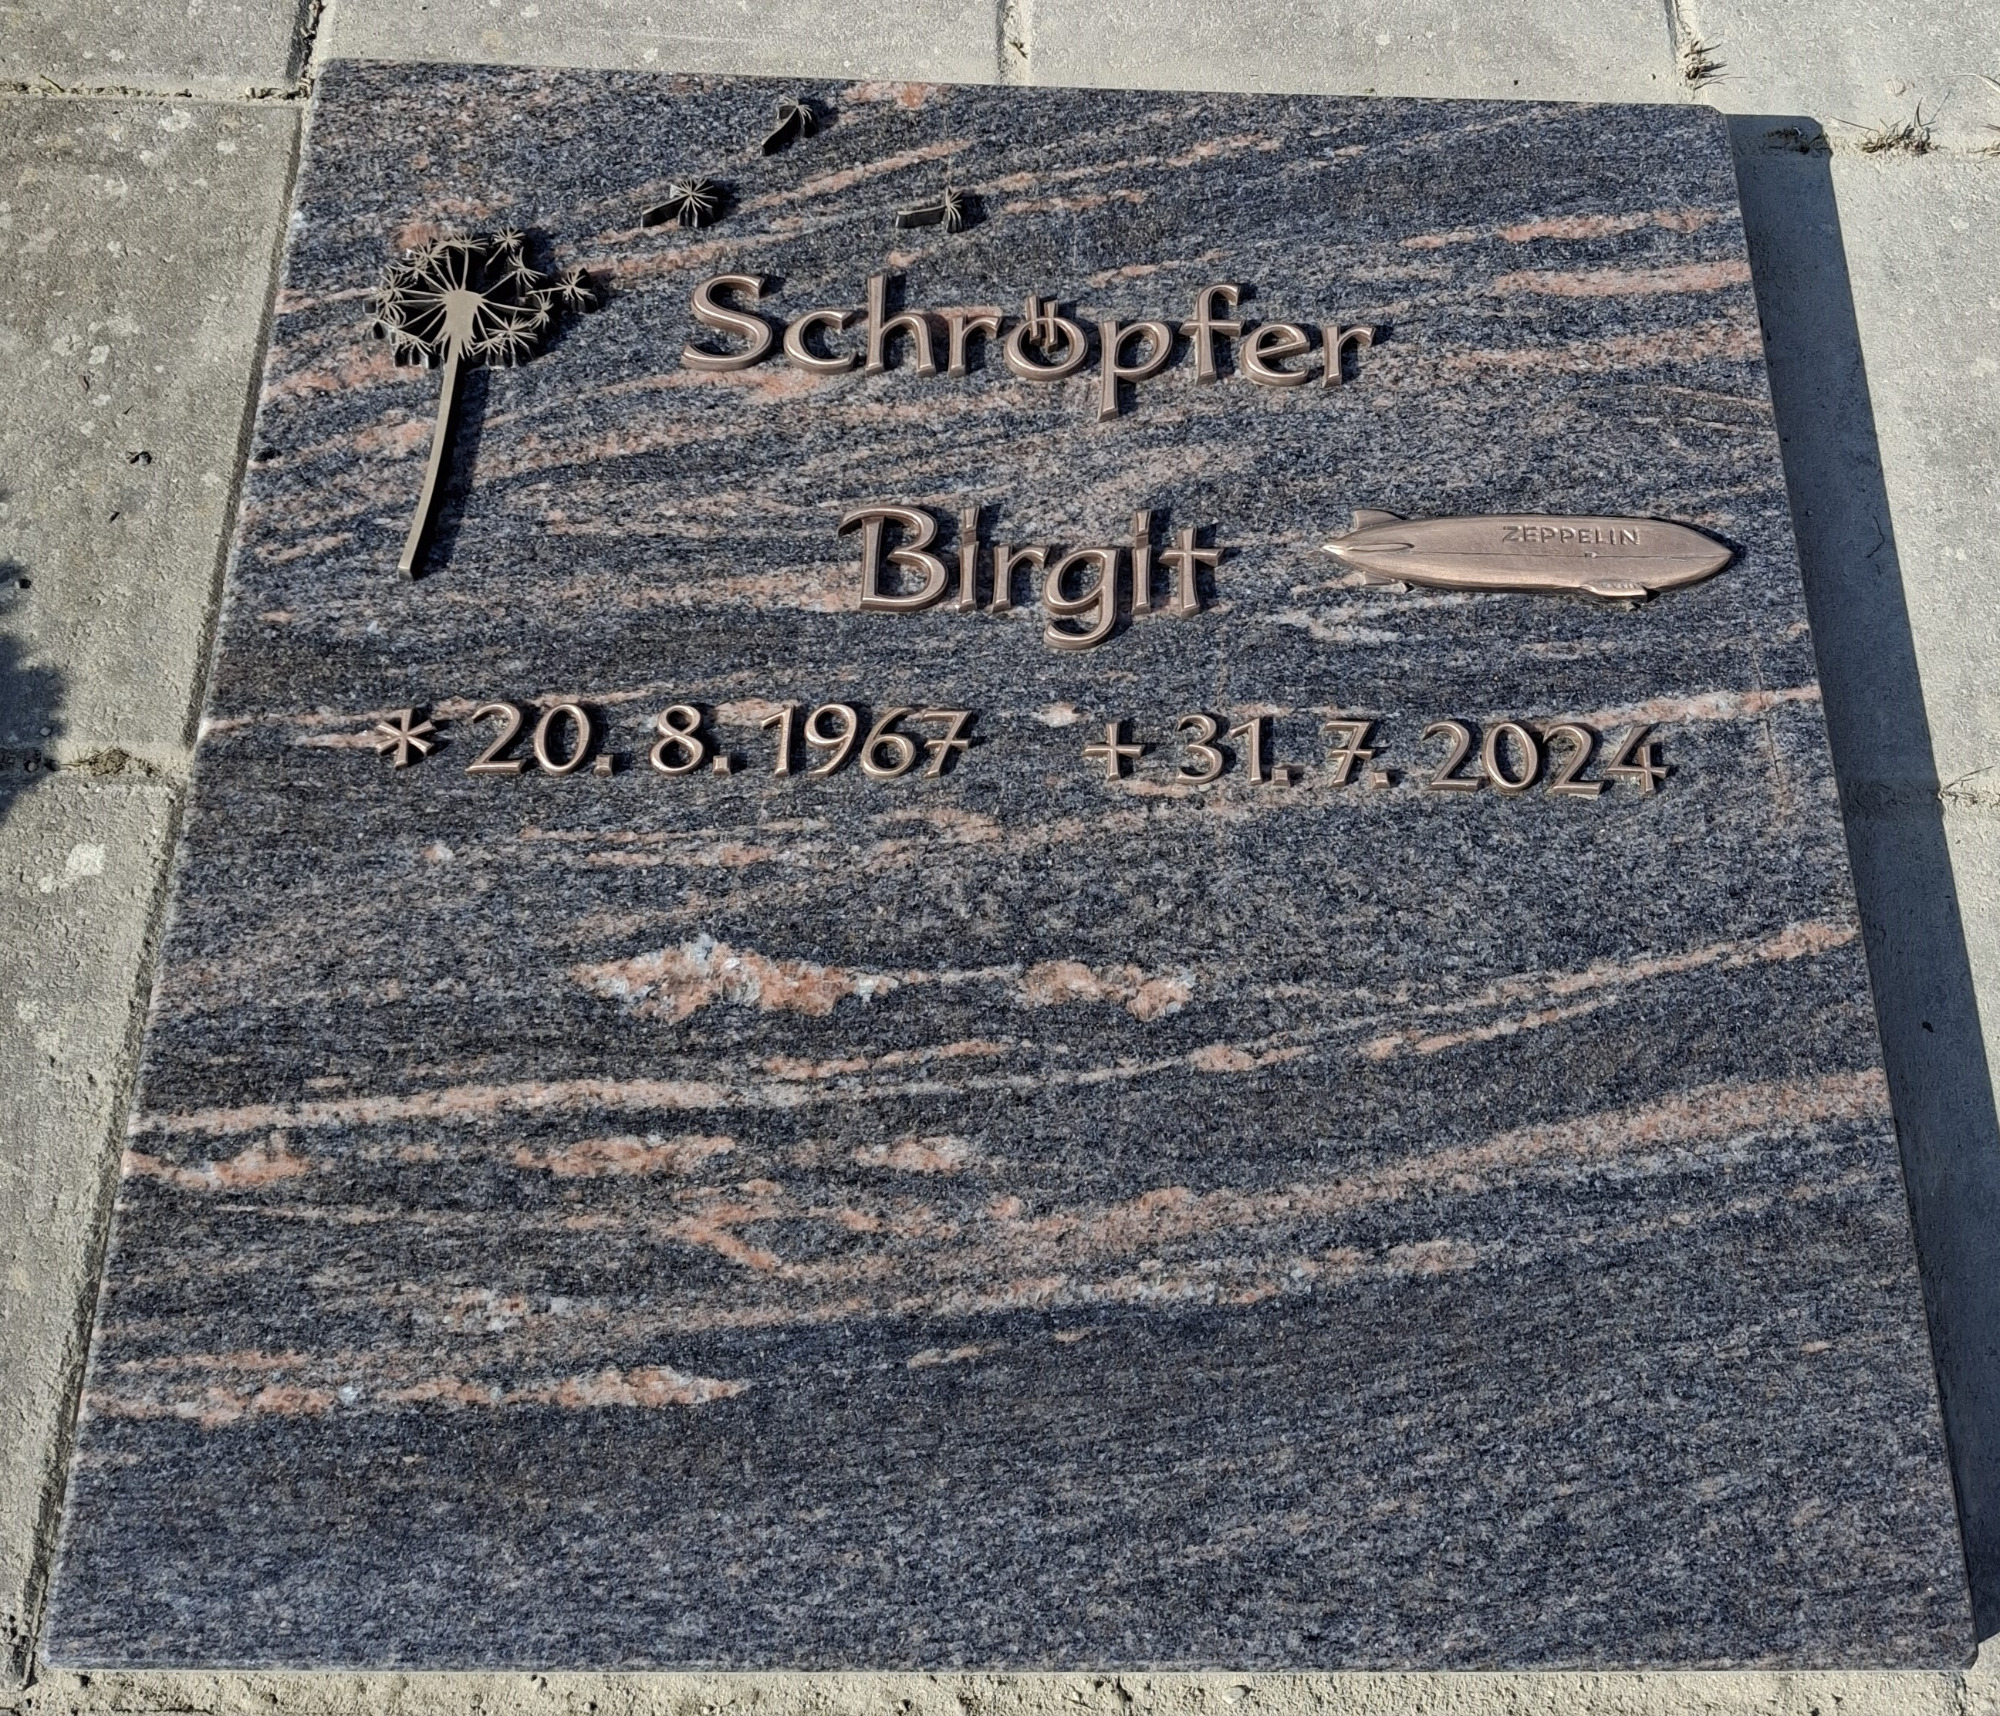 Schröpfer
Birgit
ZEPPELIN
* 20. 8. 1967 + 31. 7. 2024